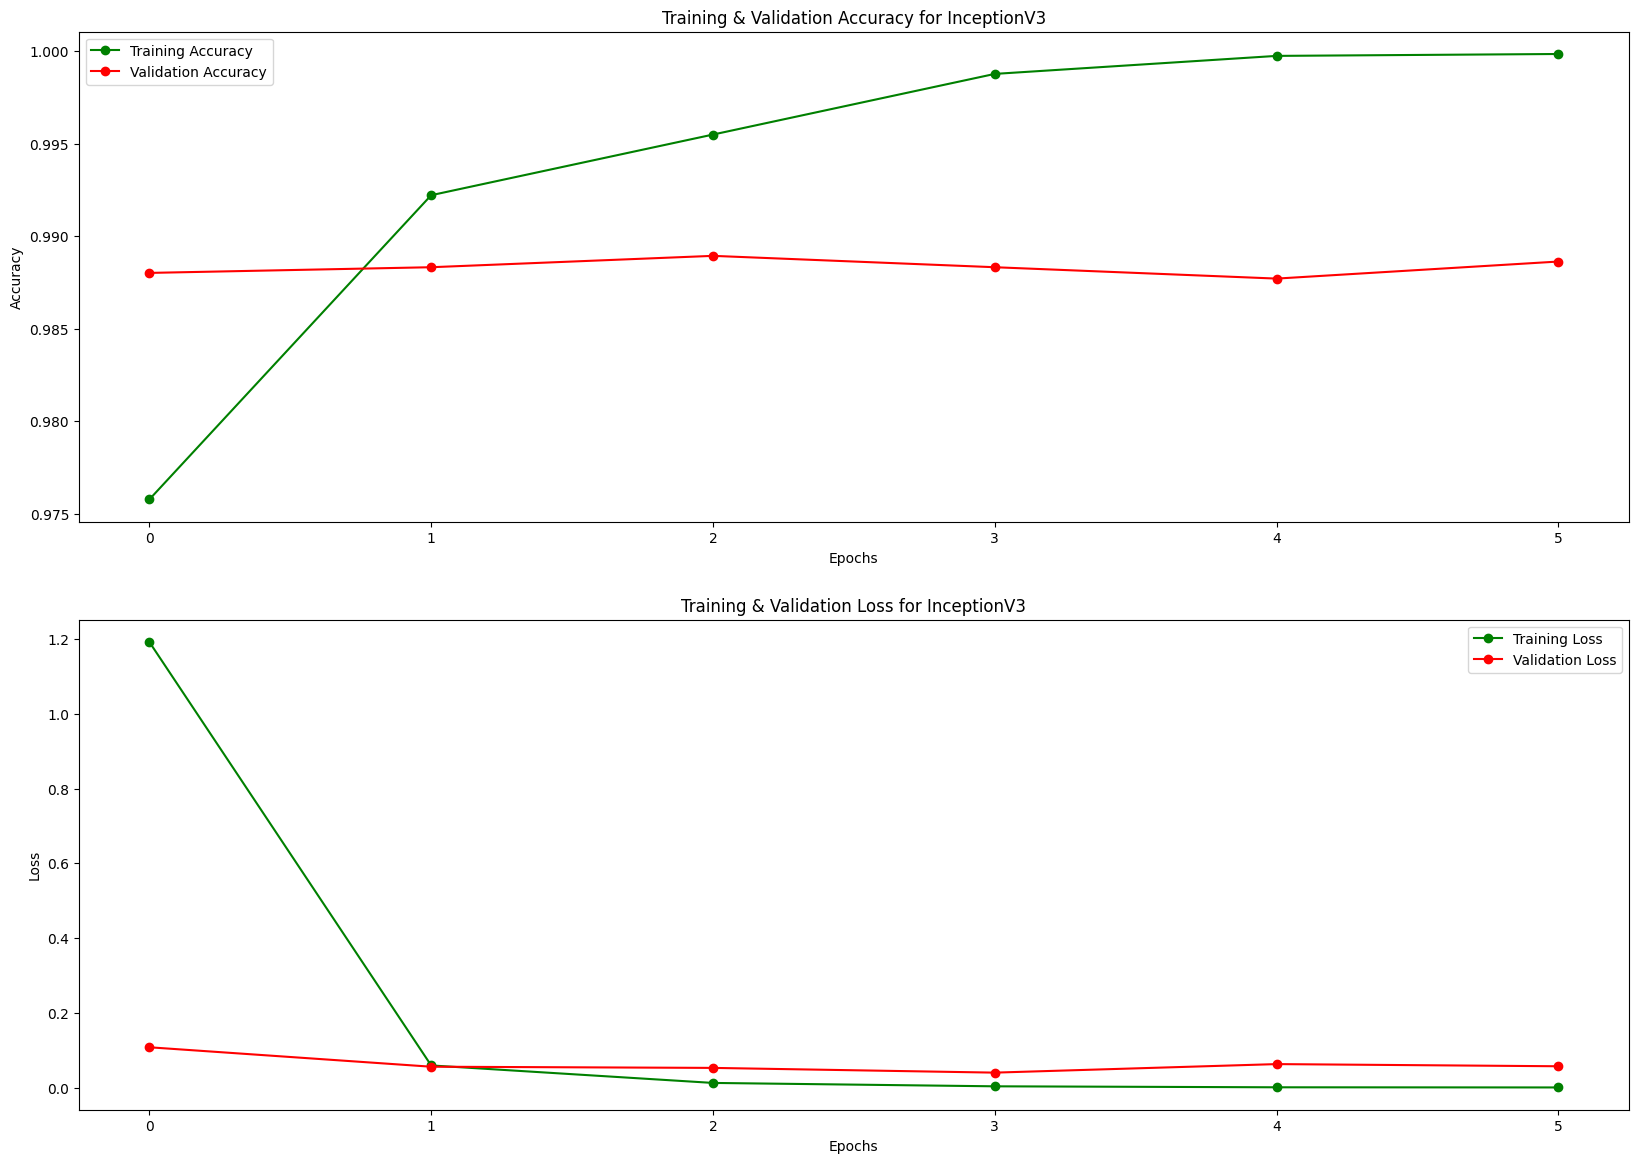 Training & Validation Accuracy for InceptionV3
Training Accuracy
Validation Accuracy
1.000
0.995
0.990
0.985
0.980
0.975
Accuracy
0 1 2 3 4 5
Epochs
Training & Validation Loss for InceptionV3
Training Loss
Validation Loss
1.2
1.0
0.8
0.6
0.4
0.2
0.0
Loss
0 1 2 3 4 5
Epochs